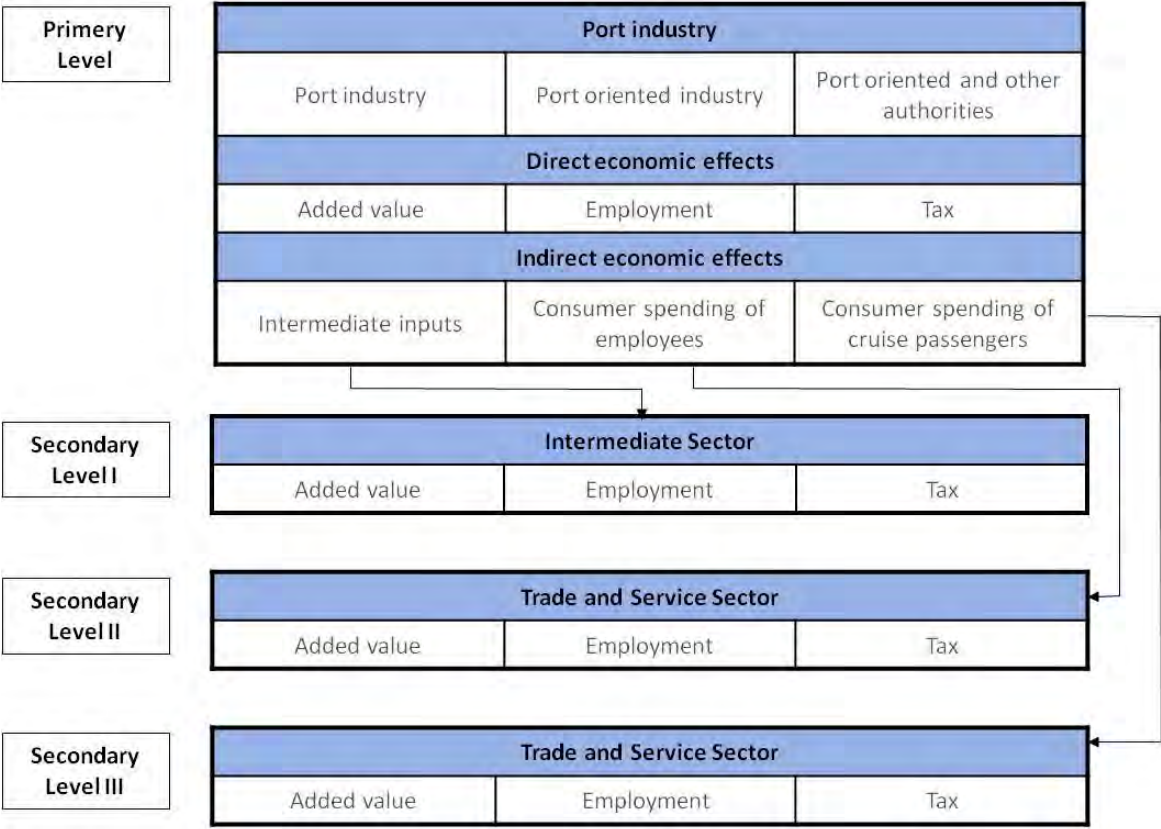 Primery
Level
Port industry
Port industry
Port oriented industry
Port oriented and other
authorities
Direct economic effects
Added value
Employment
Tax
Indirect economic effects
Intermediate inputs
Consumer spending of
employees
Consumer spending of
cruise passengers
Secondary
Level I
Intermediate Sector
Added value
Employment
Tax
Secondary
Level II
Trade and Service Sector
Added value
Employment
Tax
Secondary
Level III
Trade and Service Sector
Added value
Employment
Tax